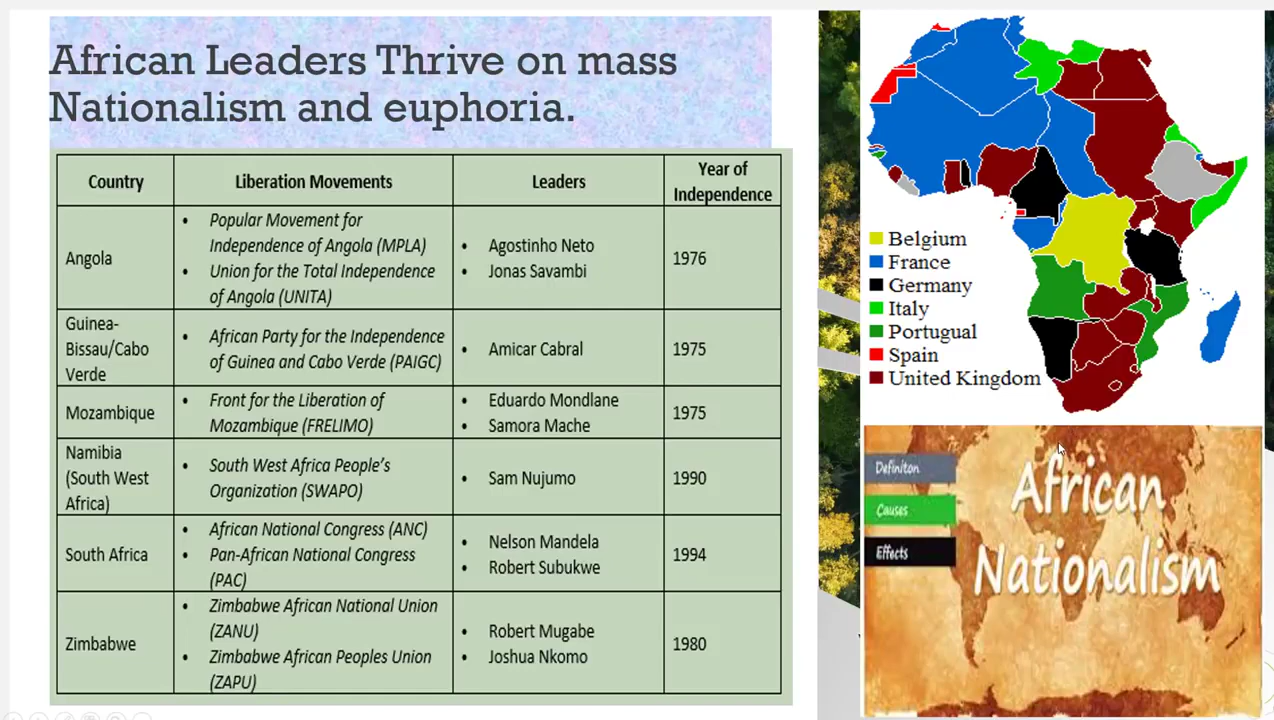 African Leaders Thrive on mass
Nationalism and euphoria.
Country
Liberation Movements
Leaders
Year of
Independence
Angola
• Popular Movement for
Independence of Angola (MPLA)
• Union for the Total Independence
of Angola (UNITA)
• Agostinho Neto
• Jonas Savambi
1976
Guinea-
Bissau/Cabo
Verde
• African Party for the Independence
of Guinea and Cabo Verde (PAIGC)
• Amicar Cabral
1975
Mozambique
• Front for the Liberation of
Mozambique (FRELIMO)
• Eduardo Mondlane
• Samora Mache
1975
Namibia
(South West
Africa)
• South West Africa People’s
Organization (SWAPO)
• Sam Nujumo
1990
South Africa
• African National Congress (ANC)
• Pan-African National Congress
(PAC)
• Nelson Mandela
• Robert Subukwe
1994
Zimbabwe
• Zimbabwe African National Union
(ZANU)
• Zimbabwe African Peoples Union
(ZAPU)
• Robert Mugabe
• Joshua Nkomo
1980
Belgium
France
Germany
Italy
Portugual
Spain
United Kingdom
Definiton
Causes
Effects
African
Nationalism